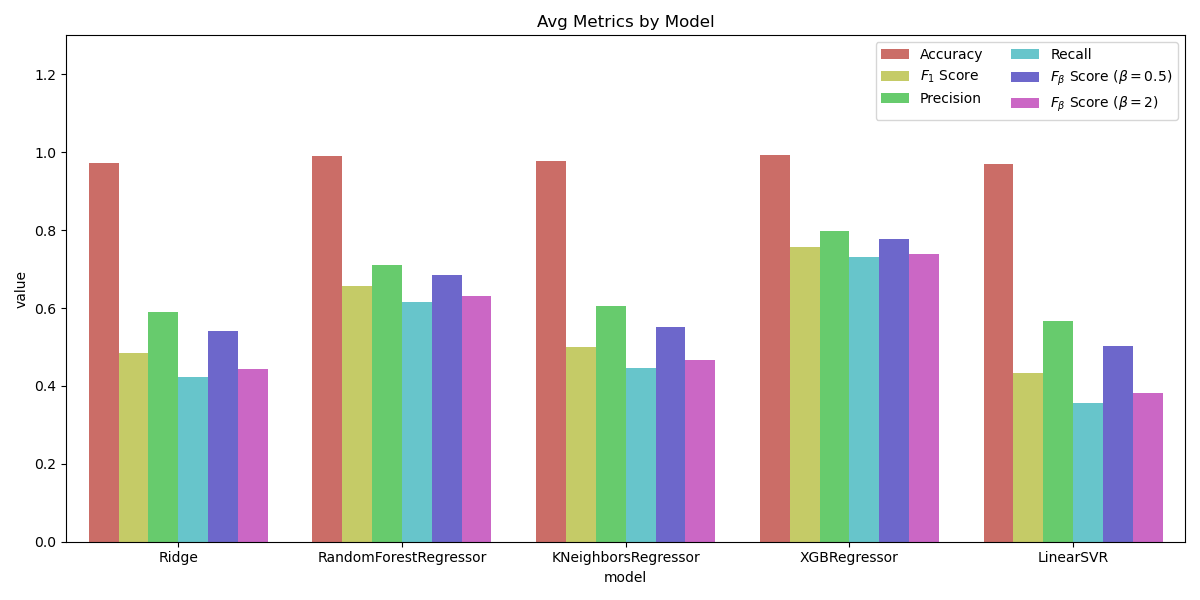 Avg Metrics by Model
Accuracy
F₁ Score
Precision
Recall
Fᵦ Score (β = 0.5)
Fᵦ Score (β = 2)
value
1.2
1.0
0.8
0.6
0.4
0.2
0.0
Ridge RandomForestRegressor KNeighborsRegressor XGBRegressor LinearSVR
model